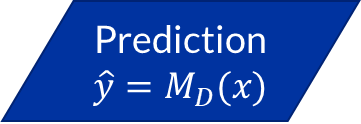 Prediction
ŷ = M_D(x)